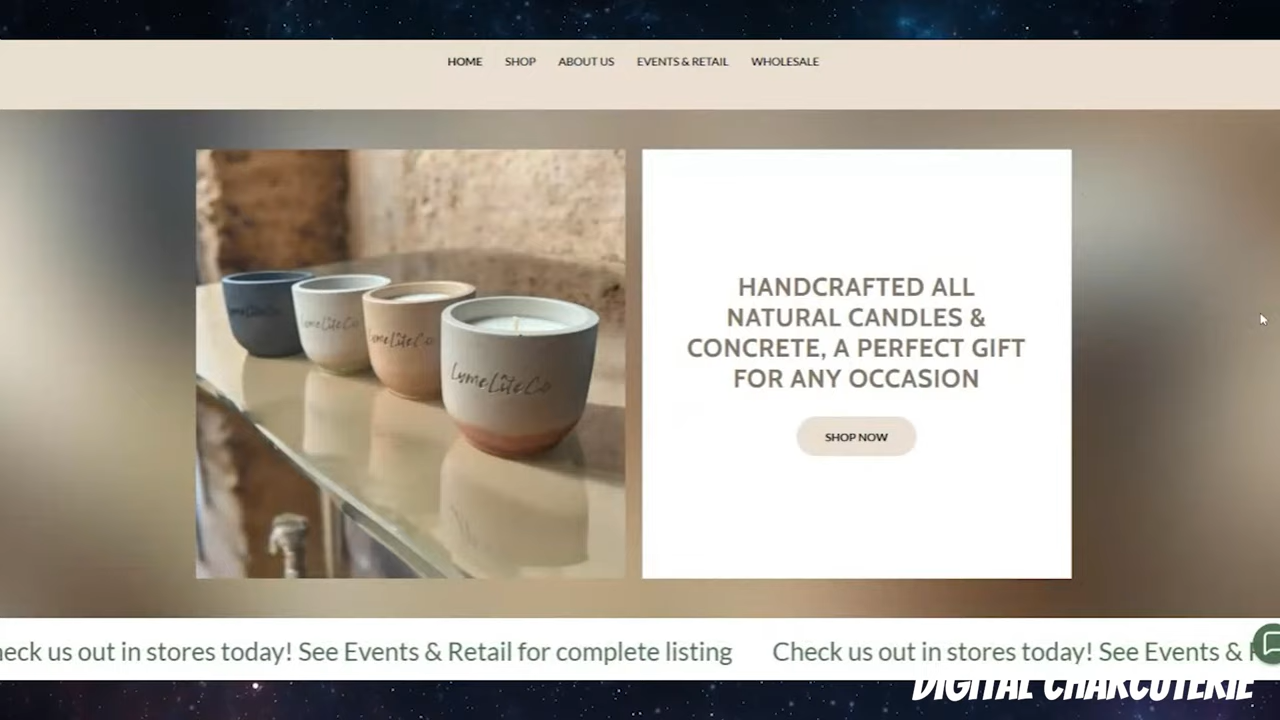 HOME SHOP ABOUT US EVENTS & RETAIL WHOLESALE
HANDCRAFTED ALL
NATURAL CANDLES &
CONCRETE, A PERFECT GIFT
FOR ANY OCCASION
SHOP NOW
LumeLiteCo
heck us out in stores today! See Events & Retail for complete listing Check us out in stores today! See Events &
DIGITAL CHARCUTERIE